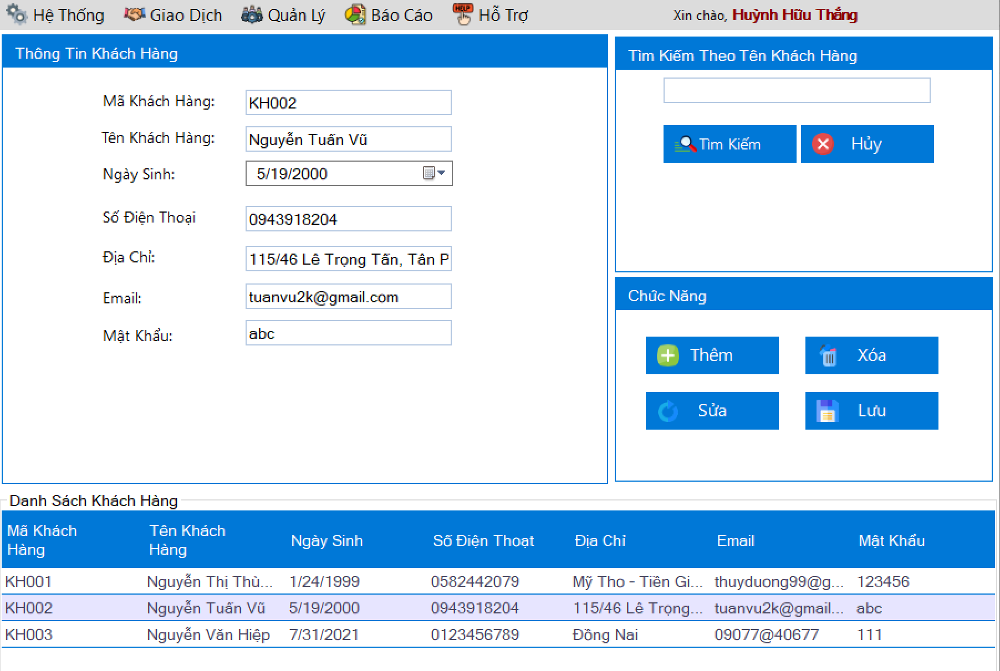 Hệ Thống Giao Dịch Quản Lý Báo Cáo HELP Hỗ Trợ Xin chào, Huỳnh Hữu Thắng
Thông Tin Khách Hàng
Mã Khách Hàng: KH002
Tên Khách Hàng: Nguyễn Tuấn Vũ
Ngày Sinh: 5/19/2000
Số Điện Thoại 0943918204
Địa Chỉ: 115/46 Lê Trọng Tấn, Tân P
Email: tuanvu2k@gmail.com
Mật Khẩu: abc
Tìm Kiếm Theo Tên Khách Hàng
Tìm Kiếm Hủy
Chức Năng
Thêm Xóa
Sửa Lưu
Danh Sách Khách Hàng
Mã Khách Hàng Tên Khách Hàng Ngày Sinh Số Điện Thoạt Địa Chỉ Email Mật Khẩu
KH001 Nguyễn Thị Thù... 1/24/1999 0582442079 Mỹ Tho - Tiền Gi... thuyduong99@g... 123456
KH002 Nguyễn Tuấn Vũ 5/19/2000 0943918204 115/46 Lê Trọng... tuanvu2k@gmail... abc
KH003 Nguyễn Văn Hiệp 7/31/2021 0123456789 Đồng Nai 09077@40677 111